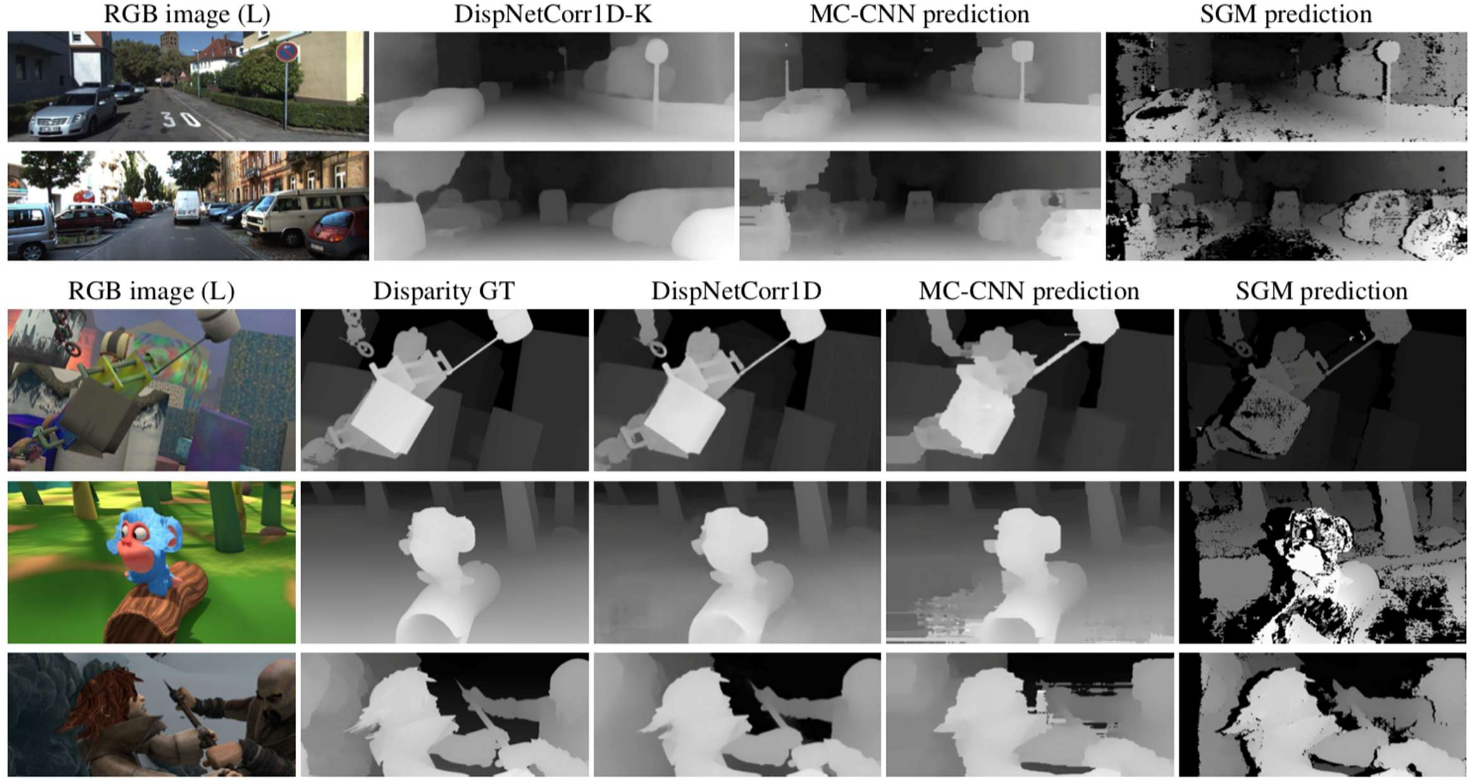 RGB image (L) DispNetCorr1D-K MC-CNN prediction SGM prediction
30
RGB image (L) Disparity GT DispNetCorr1D MC-CNN prediction SGM prediction